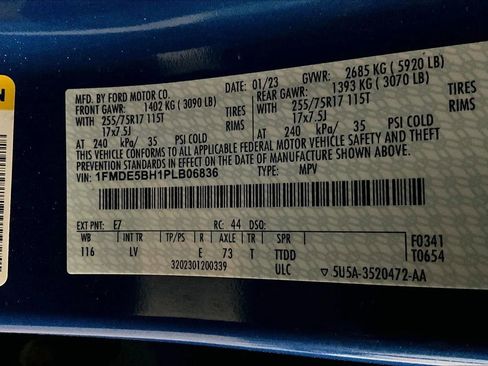 MFD. BY FORD MOTOR CO.
DATE: 01/23 GVWR: 2685 KG ( 5920 LB)
FRONT GAWR: 1402 KG ( 3090 LB) REAR GAWR: 1393 KG ( 3070 LB)
WITH 255/75R17 115T TIRES WITH 255/75R17 115T TIRES
17x7.5J RIMS 17x7.5J RIMS
AT 240 kPa/ 35 PSI COLD AT 240 kPa/ 35 PSI COLD
THIS VEHICLE CONFORMS TO ALL APPLICABLE FEDERAL MOTOR VEHICLE SAFETY AND BUMPER AND THEFT
PREVENTION STANDARDS IN EFFECT ON THE DATE OF MANUFACTURE SHOWN ABOVE.
VIN: 1FMDE5BH1PLB06836 TYPE: MPV
EXT PNT: E7 RC: 44 DSO: F0341
WB INT TR TP/PS R AXLE TR SPR T0654
116 LV E 73 T TTDD
3202301200339 ULC ▽ 5U5A-3520472-AA